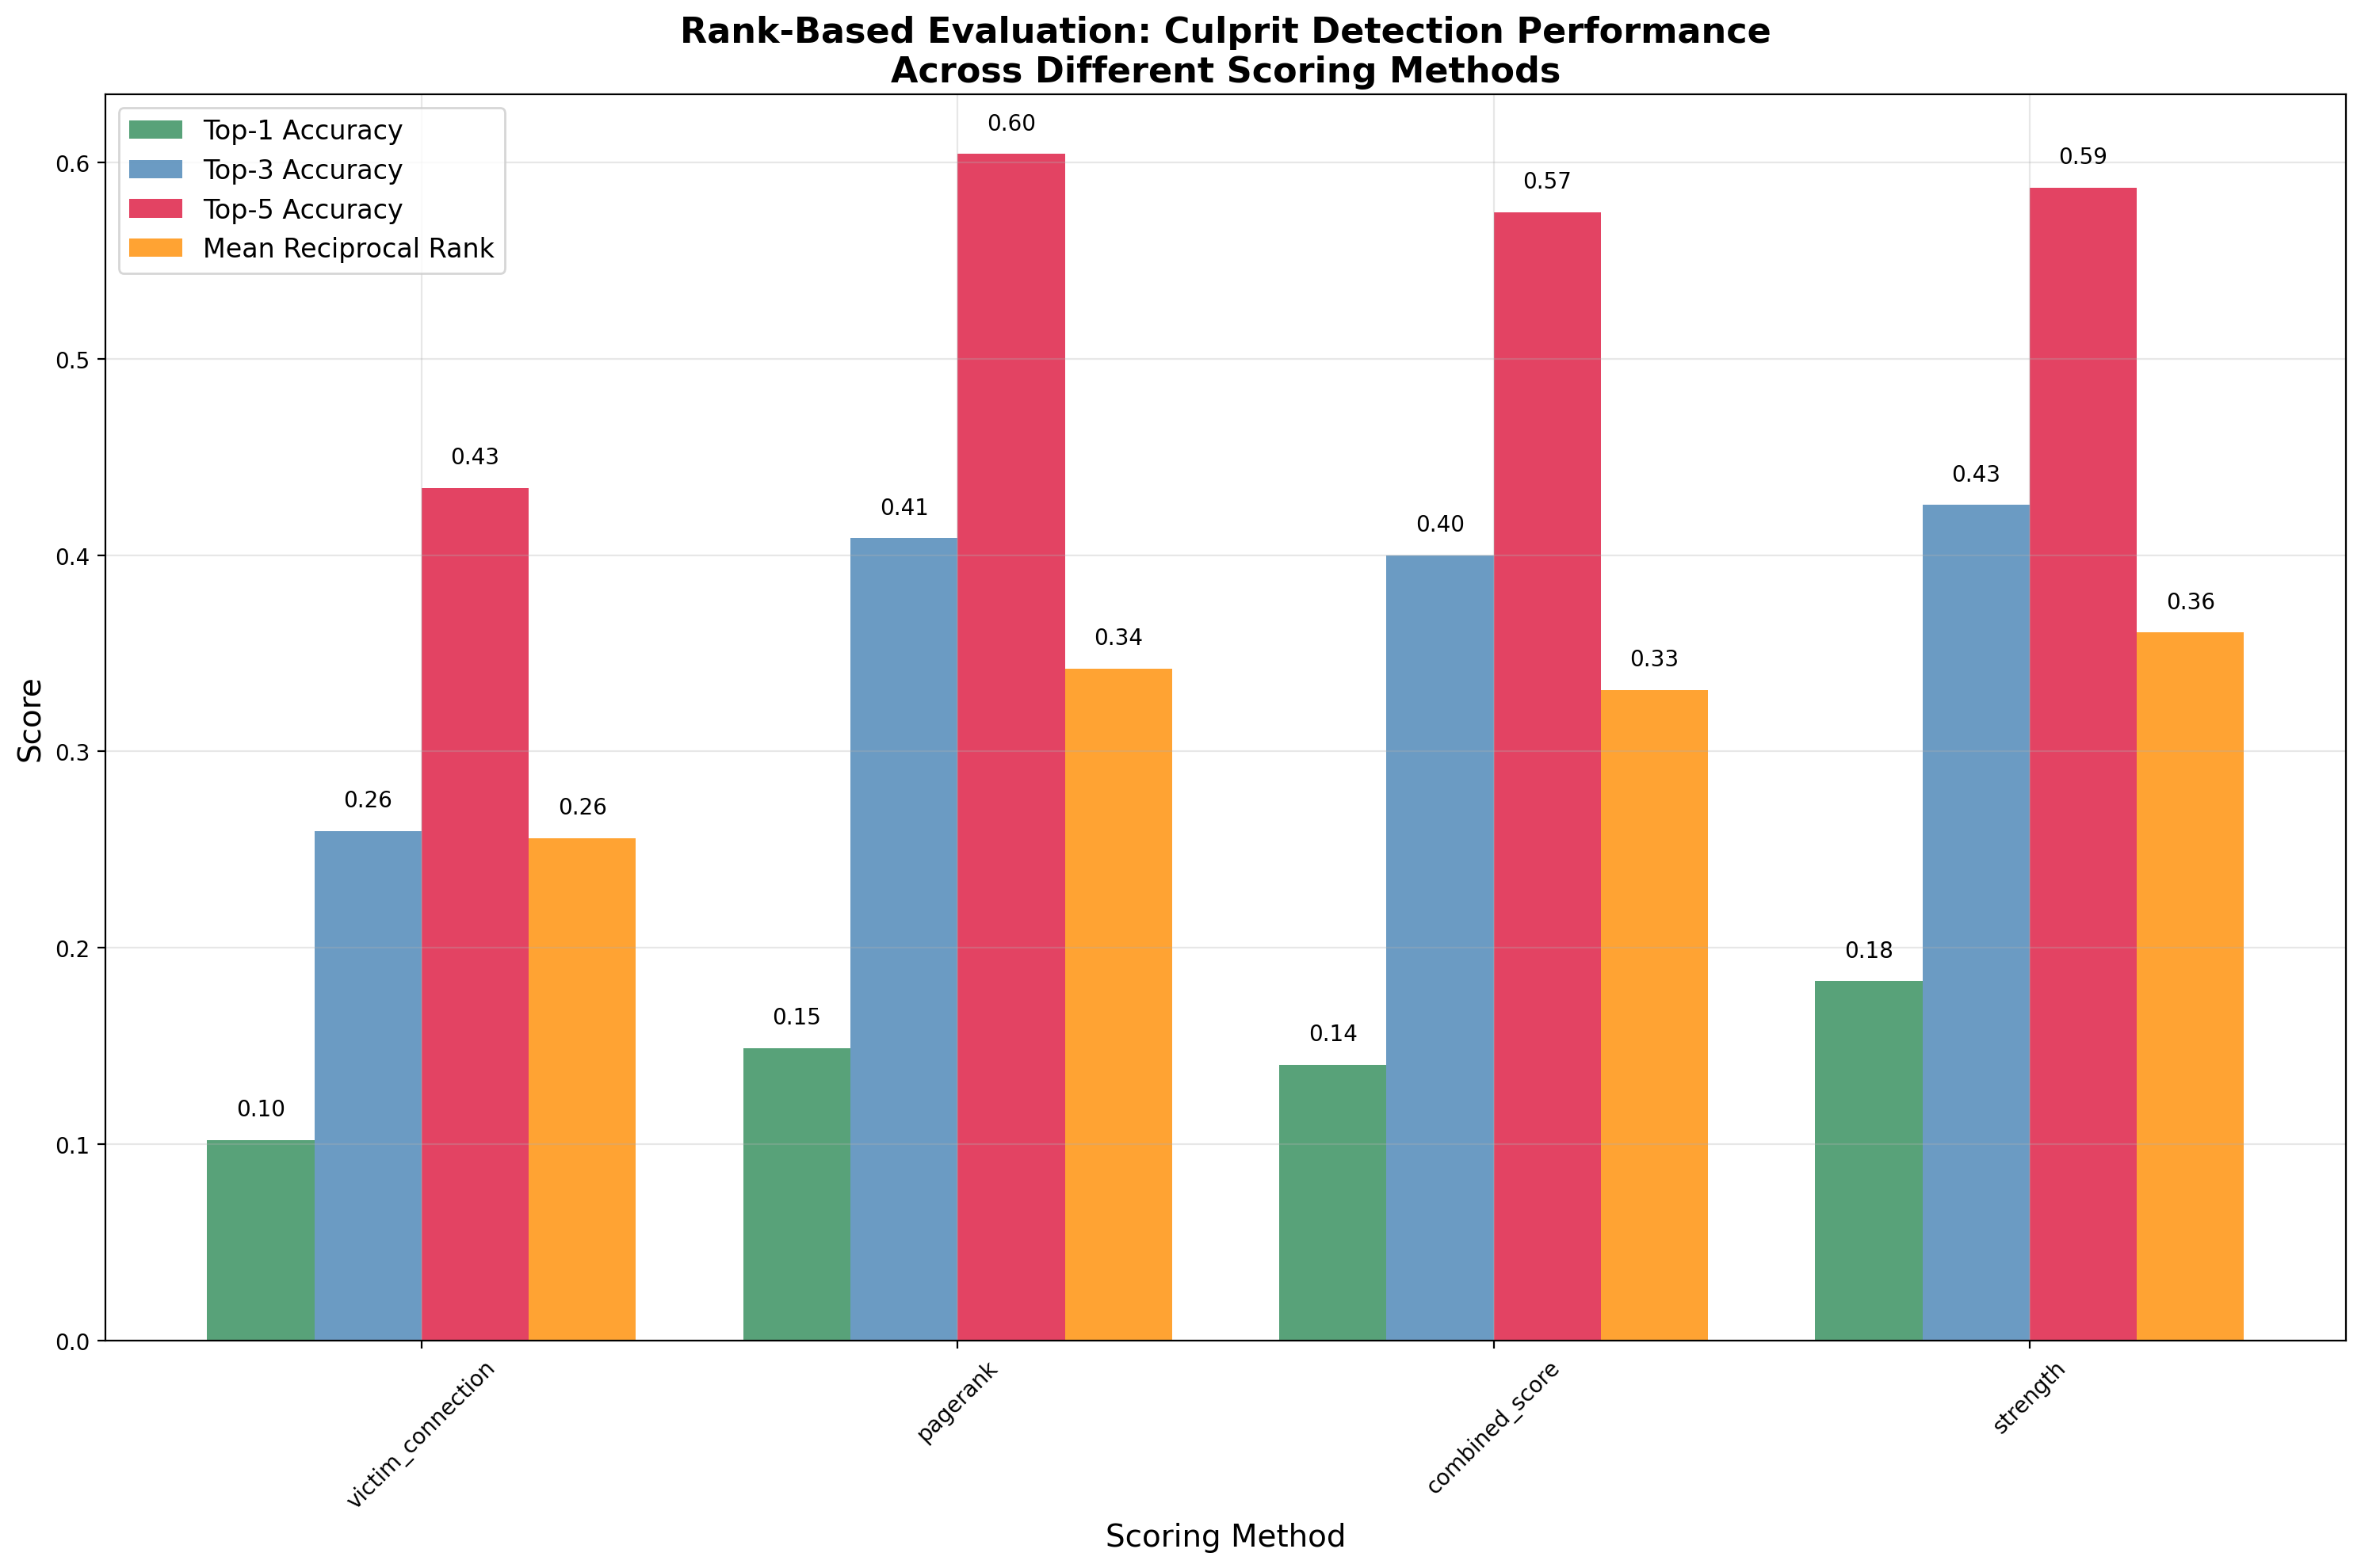 Rank-Based Evaluation: Culprit Detection Performance
Across Different Scoring Methods
Top-1 Accuracy
Top-3 Accuracy
Top-5 Accuracy
Mean Reciprocal Rank
Score
0.6
0.5
0.4
0.3
0.2
0.1
0.0
0.10
0.26
0.43
0.26
0.15
0.41
0.60
0.34
0.14
0.40
0.57
0.33
0.18
0.43
0.59
0.36
victim_connection
pagerank
combined_score
strength
Scoring Method